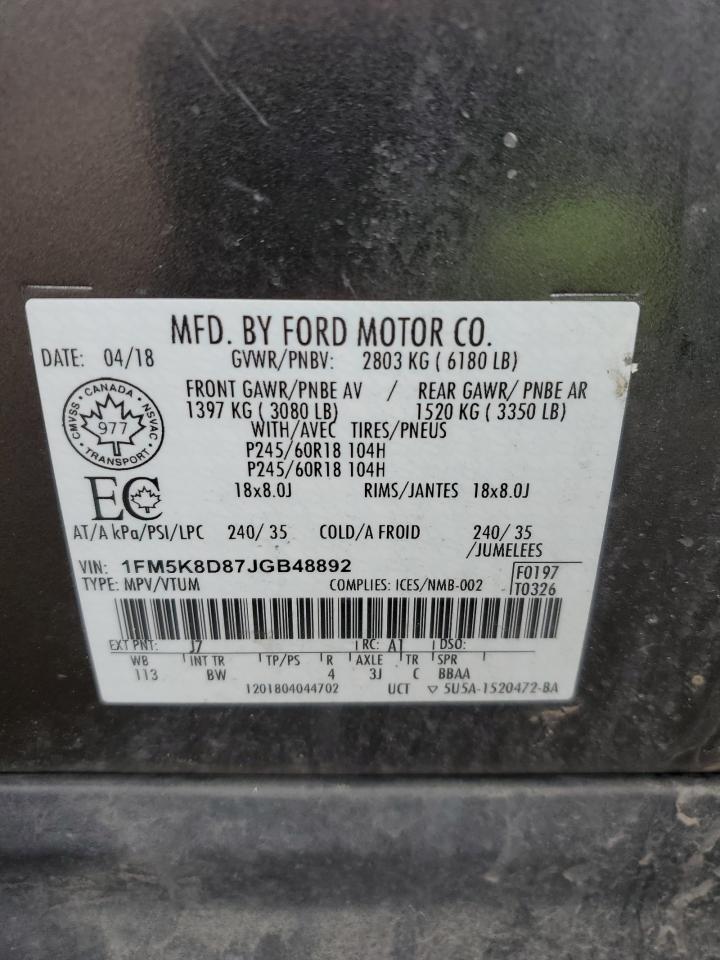 MFD. BY FORD MOTOR CO.
DATE: 04/18 GVWR/PNBV: 2803 KG ( 6180 LB)
FRONT GAWR/PNBE AV / REAR GAWR/ PNBE AR
1397 KG ( 3080 LB) 1520 KG ( 3350 LB)
WITH/AVEC TIRES/PNEUS
P245/60R18 104H
P245/60R18 104H
18x8.0J RIMS/JANTES 18x8.0J
CANADA
CMVSS 977 NSVAC
TRANSPORT
EC
AT/A kPa/PSI/LPC 240/ 35 COLD/A FROID 240/ 35
/JUMELEES
VIN: 1FM5K8D87JGB48892
TYPE: MPV/VTUM COMPLIES: ICES/NMB-002
F0197
T0326
EXT PNT: J7 RC: A1 DSO:
WB INT TR TP/PS R AXLE TR SPR
113 BW 4 3J C BBAA
1201804044702 UCT ▽ 5U5A-1520472-BA